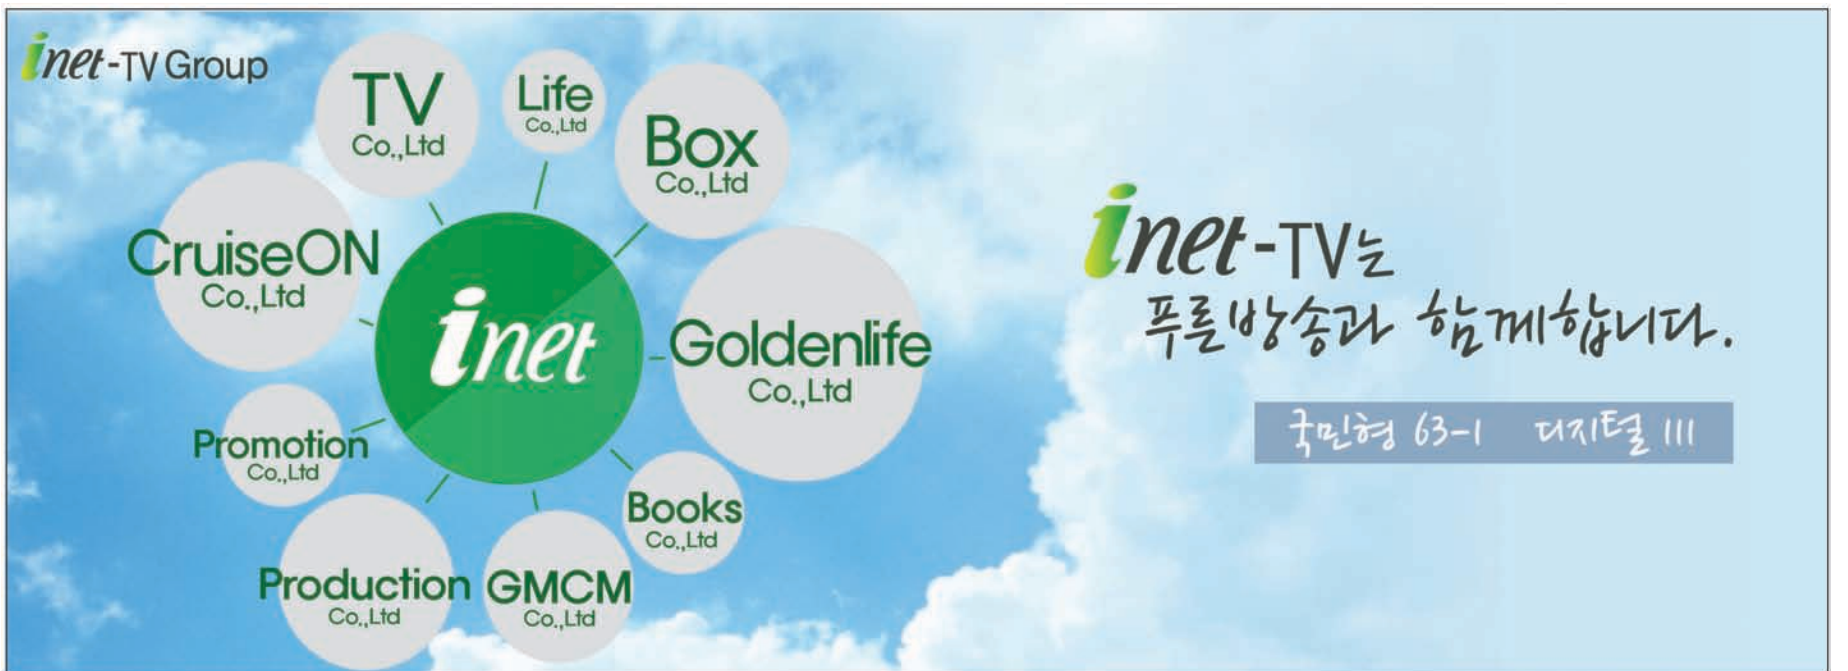 inet-TV Group
TV
Co.,Ltd
Life
Co.,Ltd
Box
Co.,Ltd
CruiseON
Co.,Ltd
inet
Goldenlife
Co.,Ltd
Promotion
Co.,Ltd
Books
Co.,Ltd
Production
Co.,Ltd
GMCM
Co.,Ltd
inet-TV는
푸른방송과 함께합니다.
국민형 63-1 디지털 111